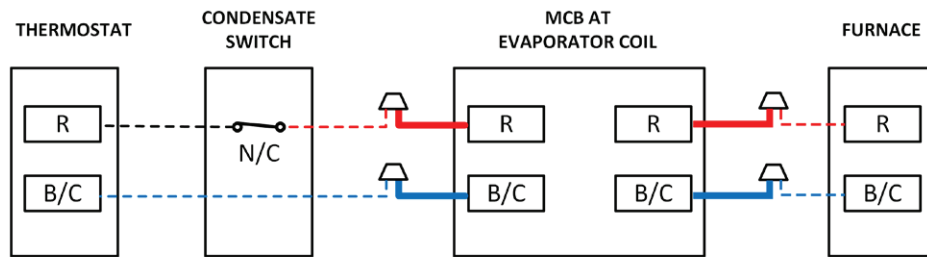 THERMOSTAT
CONDENSATE
SWITCH
MCB AT
EVAPORATOR COIL
FURNACE
R
N/C
R
R
R
B/C
B/C
B/C
B/C